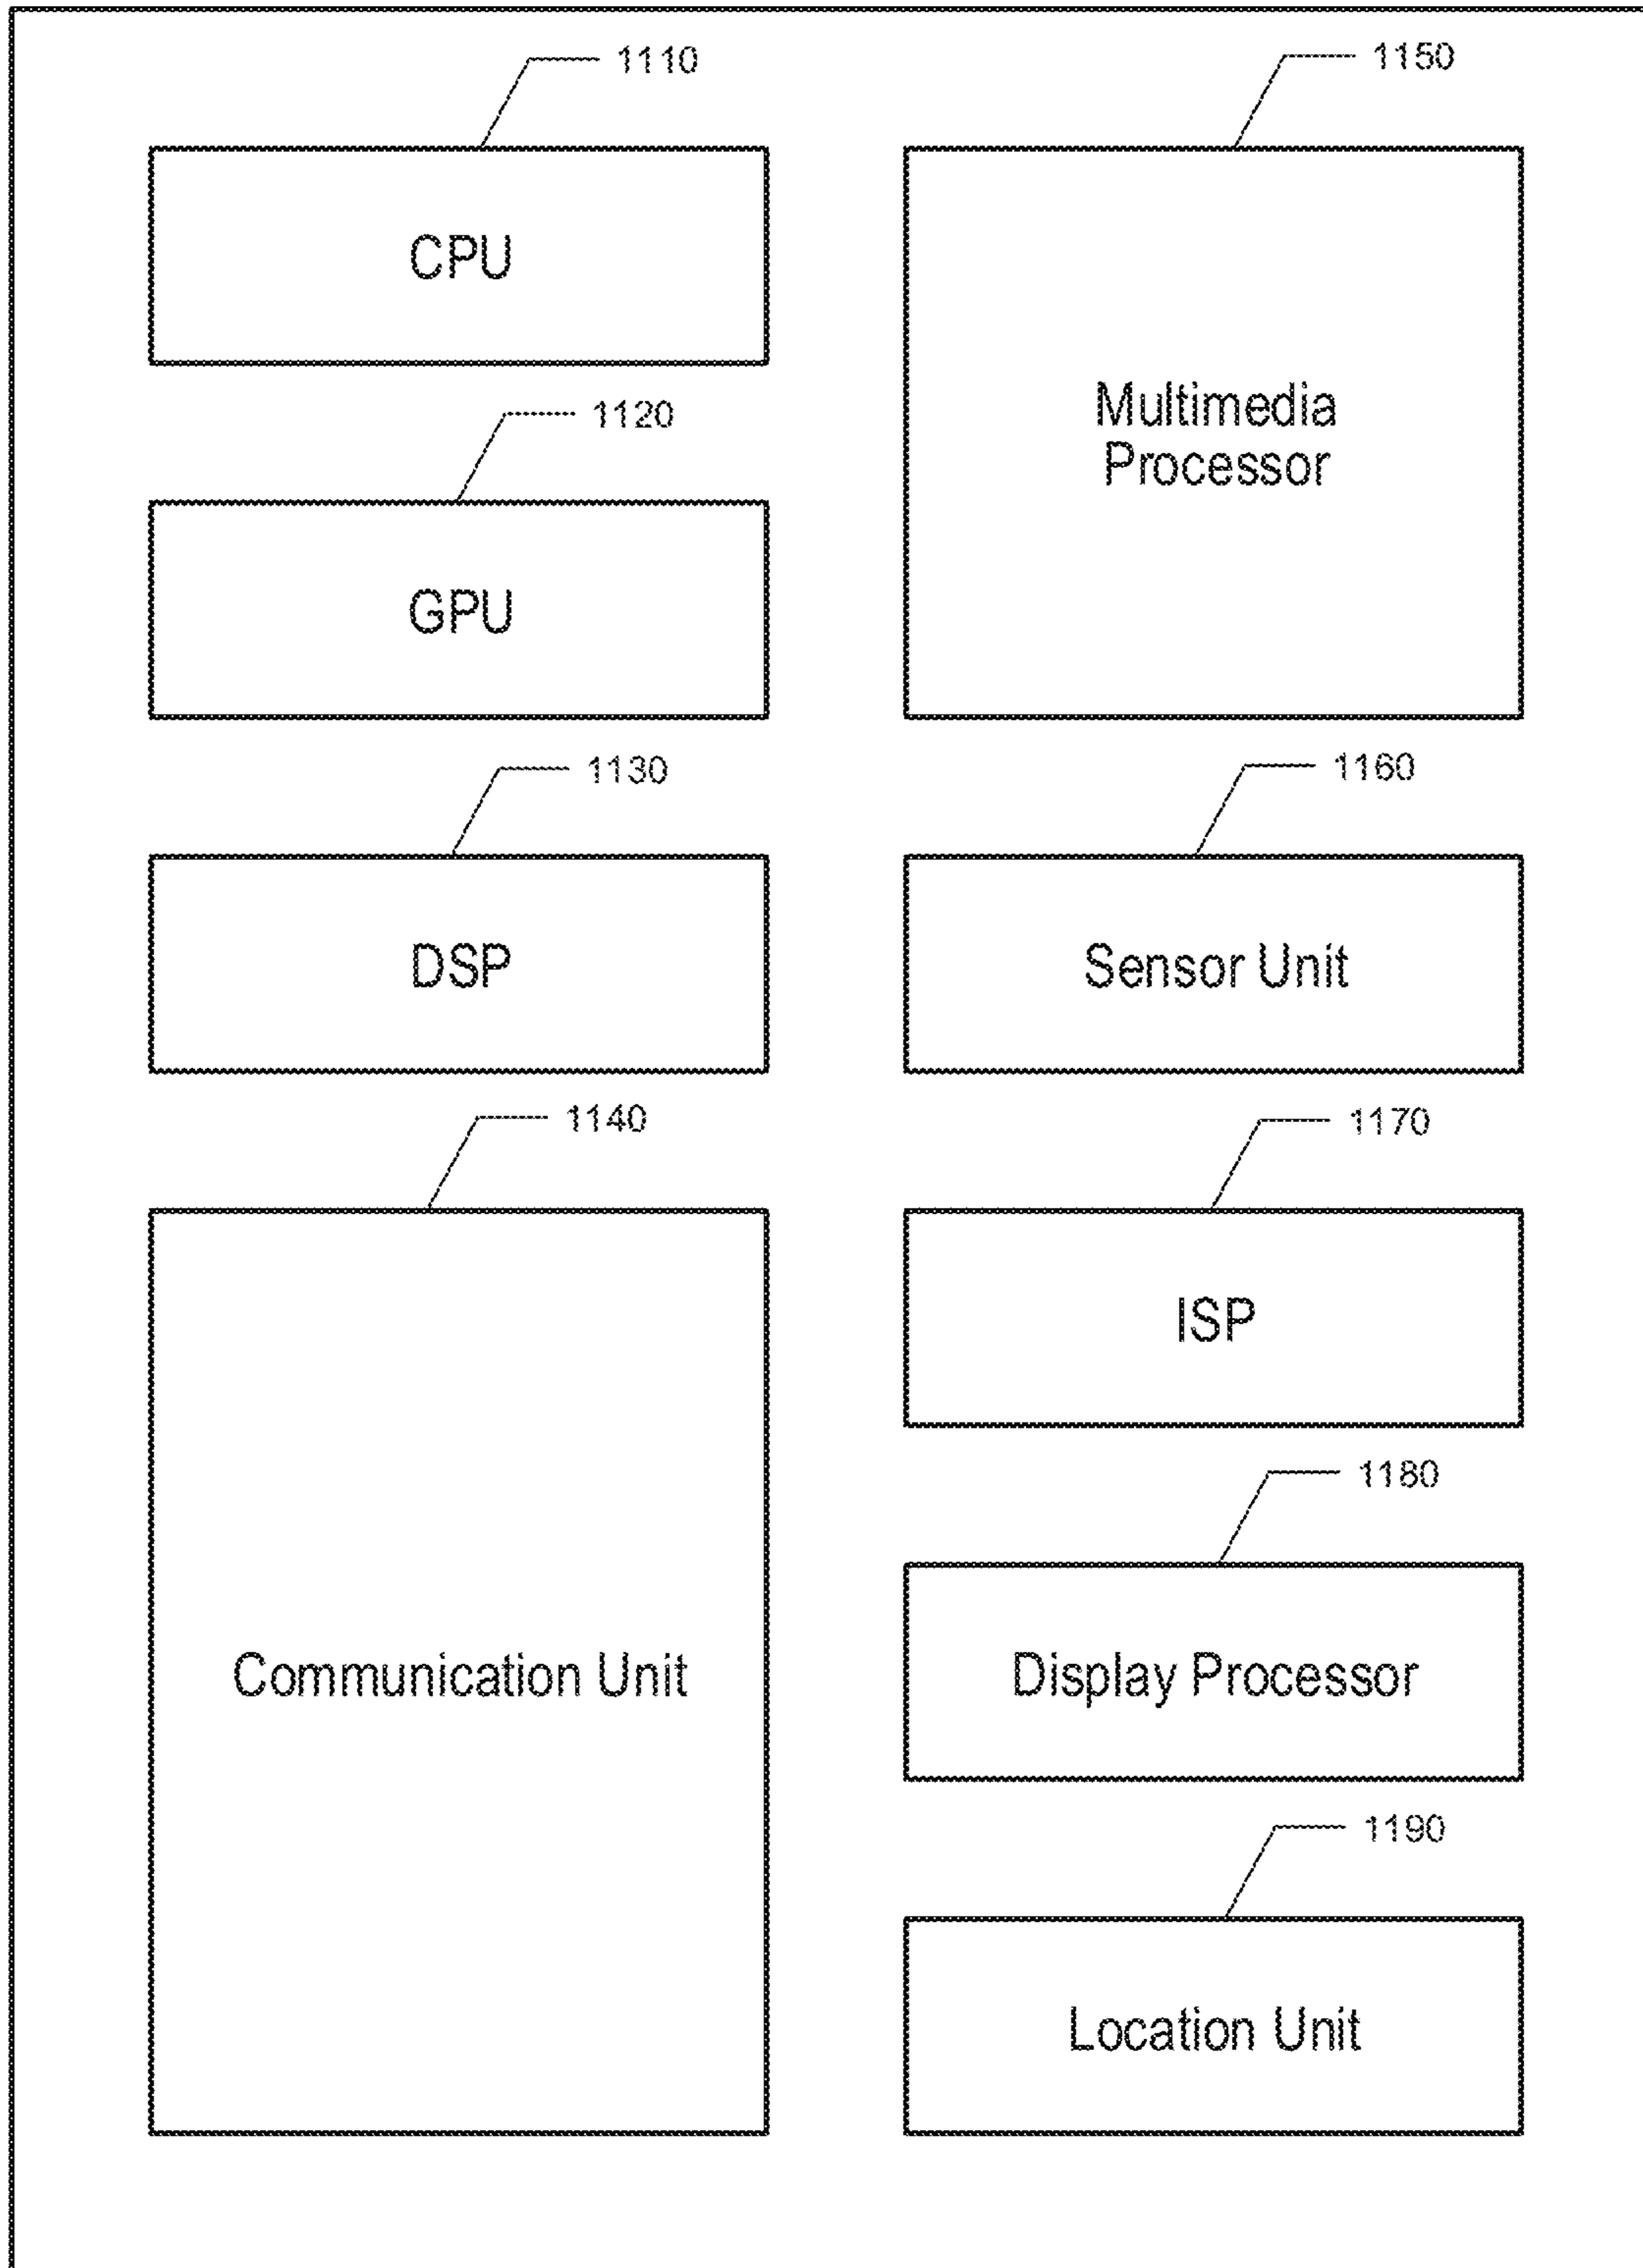 1110
CPU
1120
GPU
1130
DSP
1140
Communication Unit
1150
Multimedia
Processor
1160
Sensor Unit
1170
ISP
1180
Display Processor
1190
Location Unit